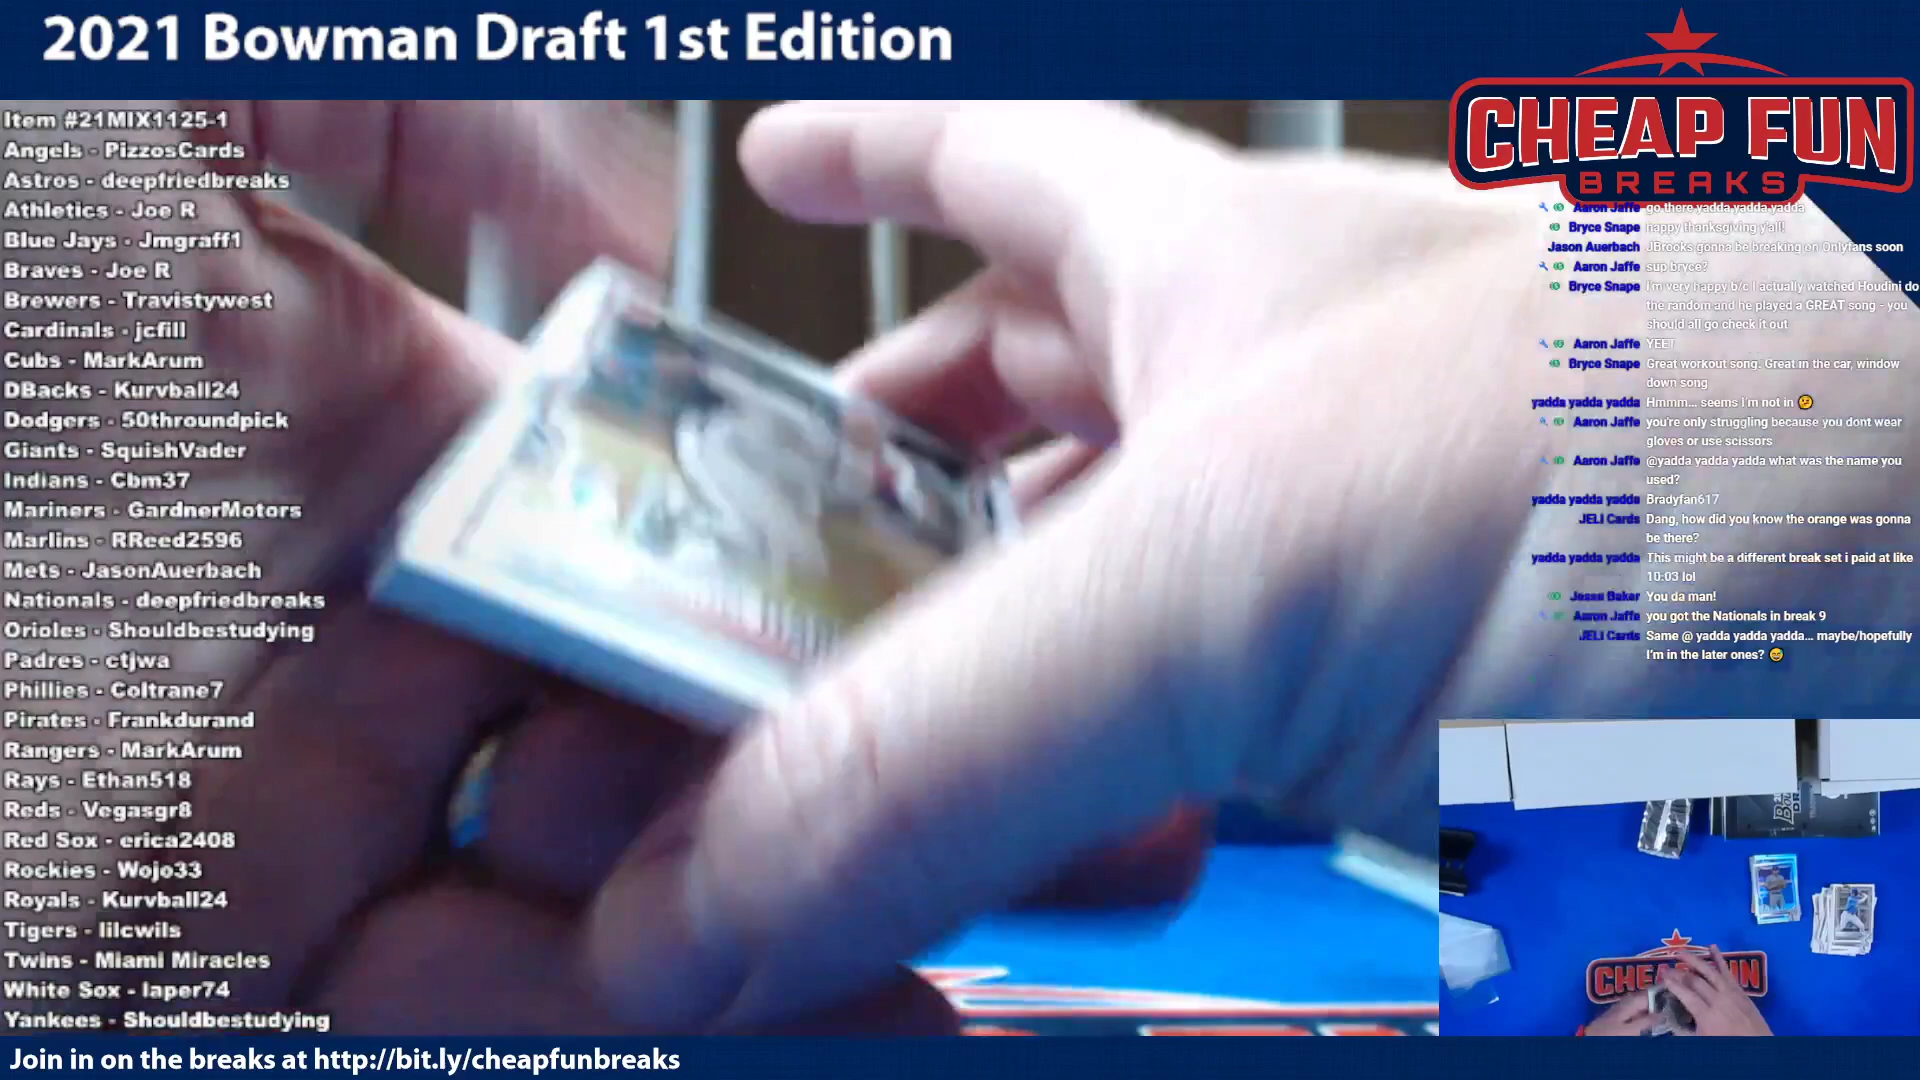 2021 Bowman Draft 1st Edition
CHEAP FUN
BREAKS
Item #21MIX1125-1
Angels - PizzosCards
Astros - deepfriedbreaks
Athletics - Joe R
Blue Jays - Jmgraff1
Braves - Joe R
Brewers - Travistywest
Cardinals - jcfill
Cubs - MarkArum
DBacks - Kurvball24
Dodgers - 50throundpick
Giants - SquishVader
Indians - Cbm37
Mariners - GardnerMotors
Marlins - RReed2596
Mets - JasonAuerbach
Nationals - deepfriedbreaks
Orioles - Shouldbestudying
Padres - ctjwa
Phillies - Coltrane7
Pirates - Frankdurand
Rangers - MarkArum
Rays - Ethan518
Reds - Vegasgr8
Red Sox - erica2408
Rockies - Wojo33
Royals - Kurvball24
Tigers - lilcwils
Twins - Miami Miracles
White Sox - laper74
Yankees - Shouldbestudying
Aaron Jaffe go there yadda yadda yadda
Bryce Snape happy thanksgiving y'all!
Jason Auerbach JBrooks gonna be breaking on Onlyfans soon
Aaron Jaffe sup bryce?
Bryce Snape I'm very happy b/c I actually watched Houdini do
the random and he played a GREAT song - you
should all go check it out
Aaron Jaffe YEET
Bryce Snape Great workout song. Great in the car, window
down song
yadda yadda yadda Hmmm... seems I'm not in 🤔
Aaron Jaffe you're only struggling because you dont wear
gloves or use scissors
Aaron Jaffe @yadda yadda yadda what was the name you
used?
yadda yadda yadda Bradyfan617
JELI Cards Dang, how did you know the orange was gonna
be there?
yadda yadda yadda This might be a different break set i paid at like
10:03 lol
Jesse Baker You da man!
Aaron Jaffe you got the Nationals in break 9
JELI Cards Same @ yadda yadda yadda... maybe/hopefully
I'm in the later ones? 😅
CHEAP FUN
Join in on the breaks at http://bit.ly/cheapfunbreaks